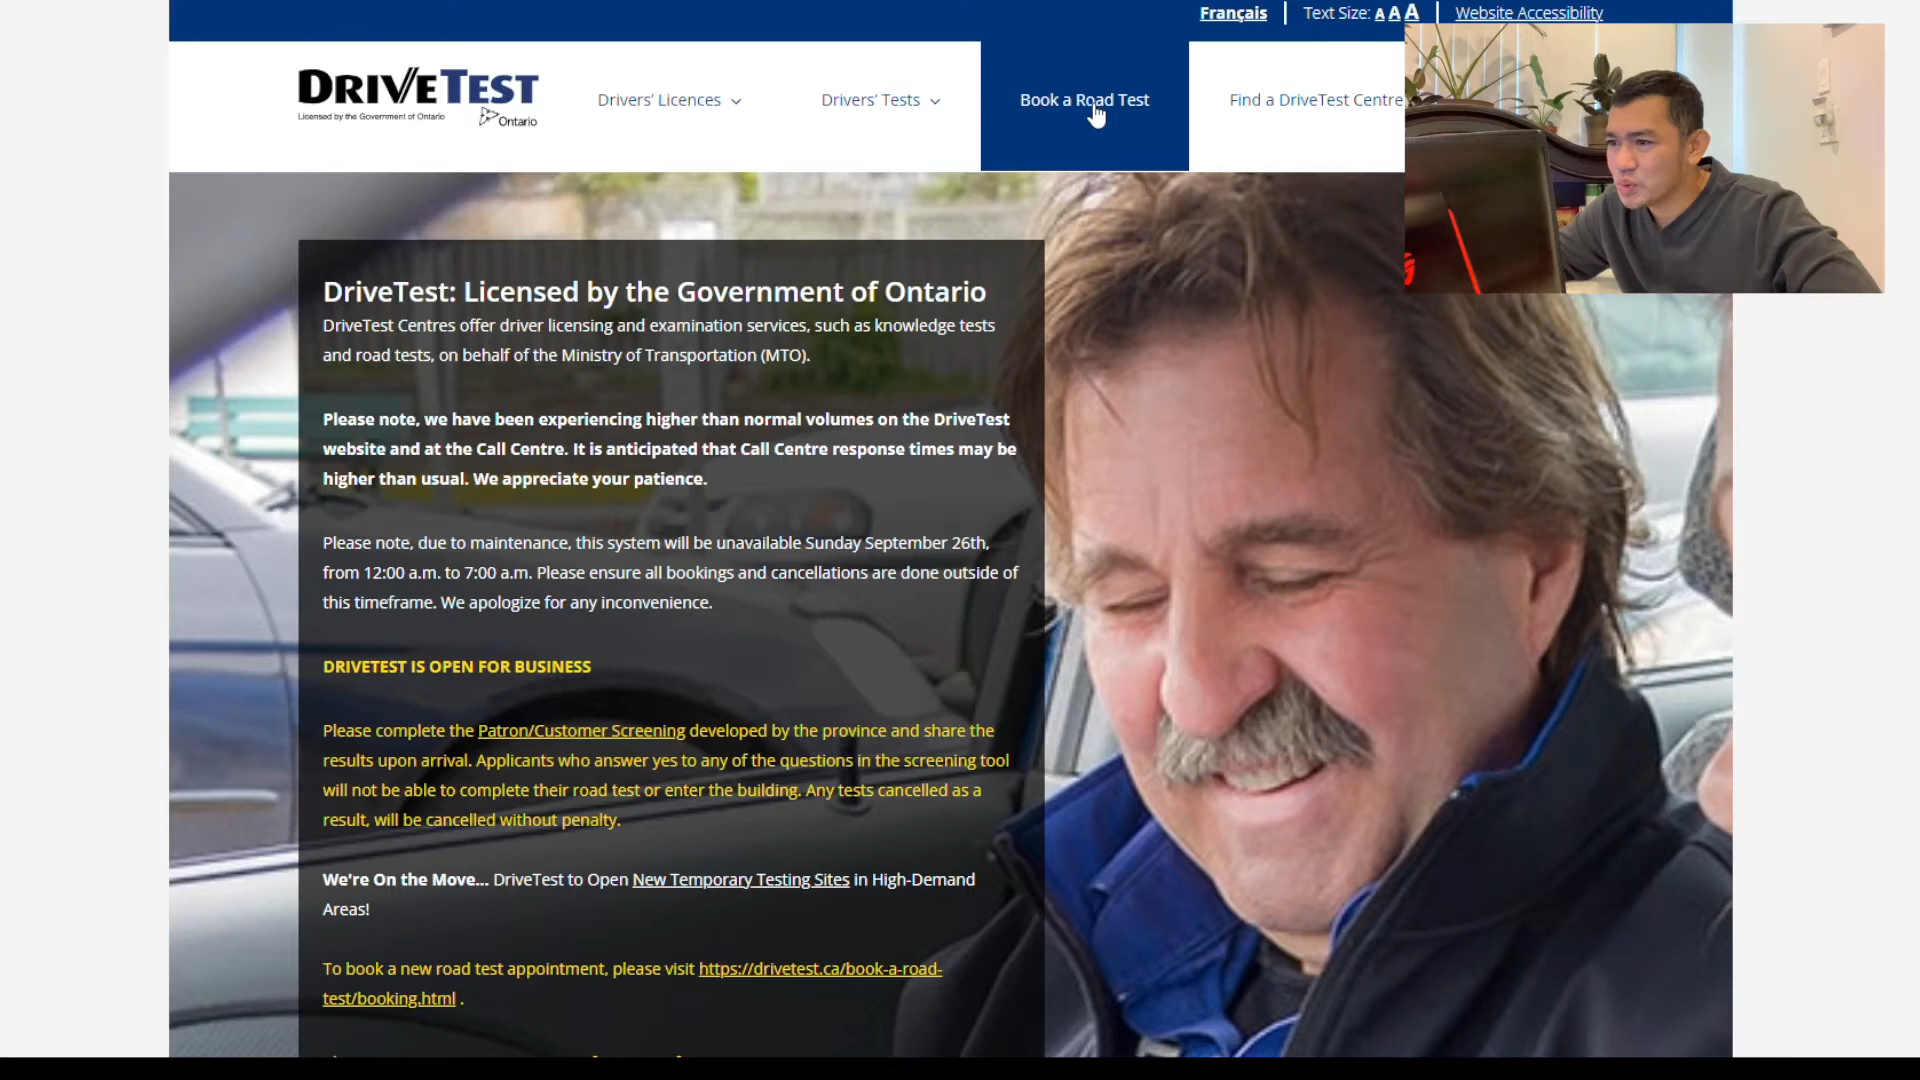 Français
Text Size: A A A
Website Accessibility
DRIVETEST
Licensed by the Government of Ontario
Ontario
Drivers' Licences
Drivers' Tests
Book a Road Test
Find a DriveTest Centre
DriveTest: Licensed by the Government of Ontario
DriveTest Centres offer driver licensing and examination services, such as knowledge tests
and road tests, on behalf of the Ministry of Transportation (MTO).
Please note, we have been experiencing higher than normal volumes on the DriveTest
website and at the Call Centre. It is anticipated that Call Centre response times may be
higher than usual. We appreciate your patience.
Please note, due to maintenance, this system will be unavailable Sunday September 26th,
from 12:00 a.m. to 7:00 a.m. Please ensure all bookings and cancellations are done outside of
this timeframe. We apologize for any inconvenience.
DRIVETEST IS OPEN FOR BUSINESS
Please complete the Patron/Customer Screening developed by the province and share the
results upon arrival. Applicants who answer yes to any of the questions in the screening tool
will not be able to complete their road test or enter the building. Any tests cancelled as a
result, will be cancelled without penalty.
We're On the Move... DriveTest to Open New Temporary Testing Sites in High-Demand
Areas!
To book a new road test appointment, please visit https://drivetest.ca/book-a-road-
test/booking.html .